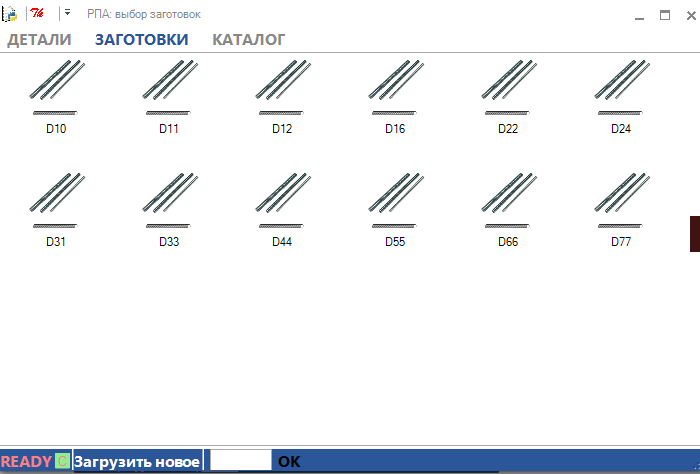 7k
РПА: выбор заготовок
ДЕТАЛИ ЗАГОТОВКИ КАТАЛОГ
D10 D11 D12 D16 D22 D24
D31 D33 D44 D55 D66 D77
READY C Загрузить новое OK